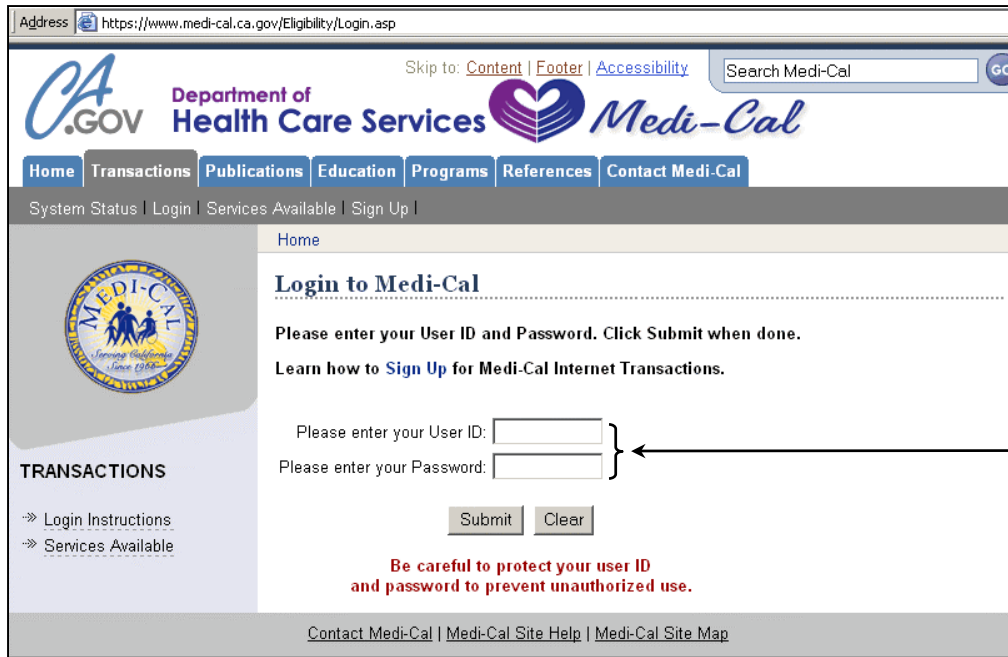 Address https://www.medi-cal.ca.gov/Eligibility/Login.asp
Skip to: Content | Footer | Accessibility
Search Medi-Cal
GO
CA
.GOV
Department of
Health Care Services
Medi-Cal
Home Transactions Publications Education Programs References Contact Medi-Cal
System Status | Login | Services Available | Sign Up |
Home
MEDI-CAL
Serving California
Since 1966
Login to Medi-Cal
Please enter your User ID and Password. Click Submit when done.
Learn how to Sign Up for Medi-Cal Internet Transactions.
Please enter your User ID:
Please enter your Password:
Submit Clear
Be careful to protect your user ID
and password to prevent unauthorized use.
TRANSACTIONS
Login Instructions
Services Available
Contact Medi-Cal | Medi-Cal Site Help | Medi-Cal Site Map